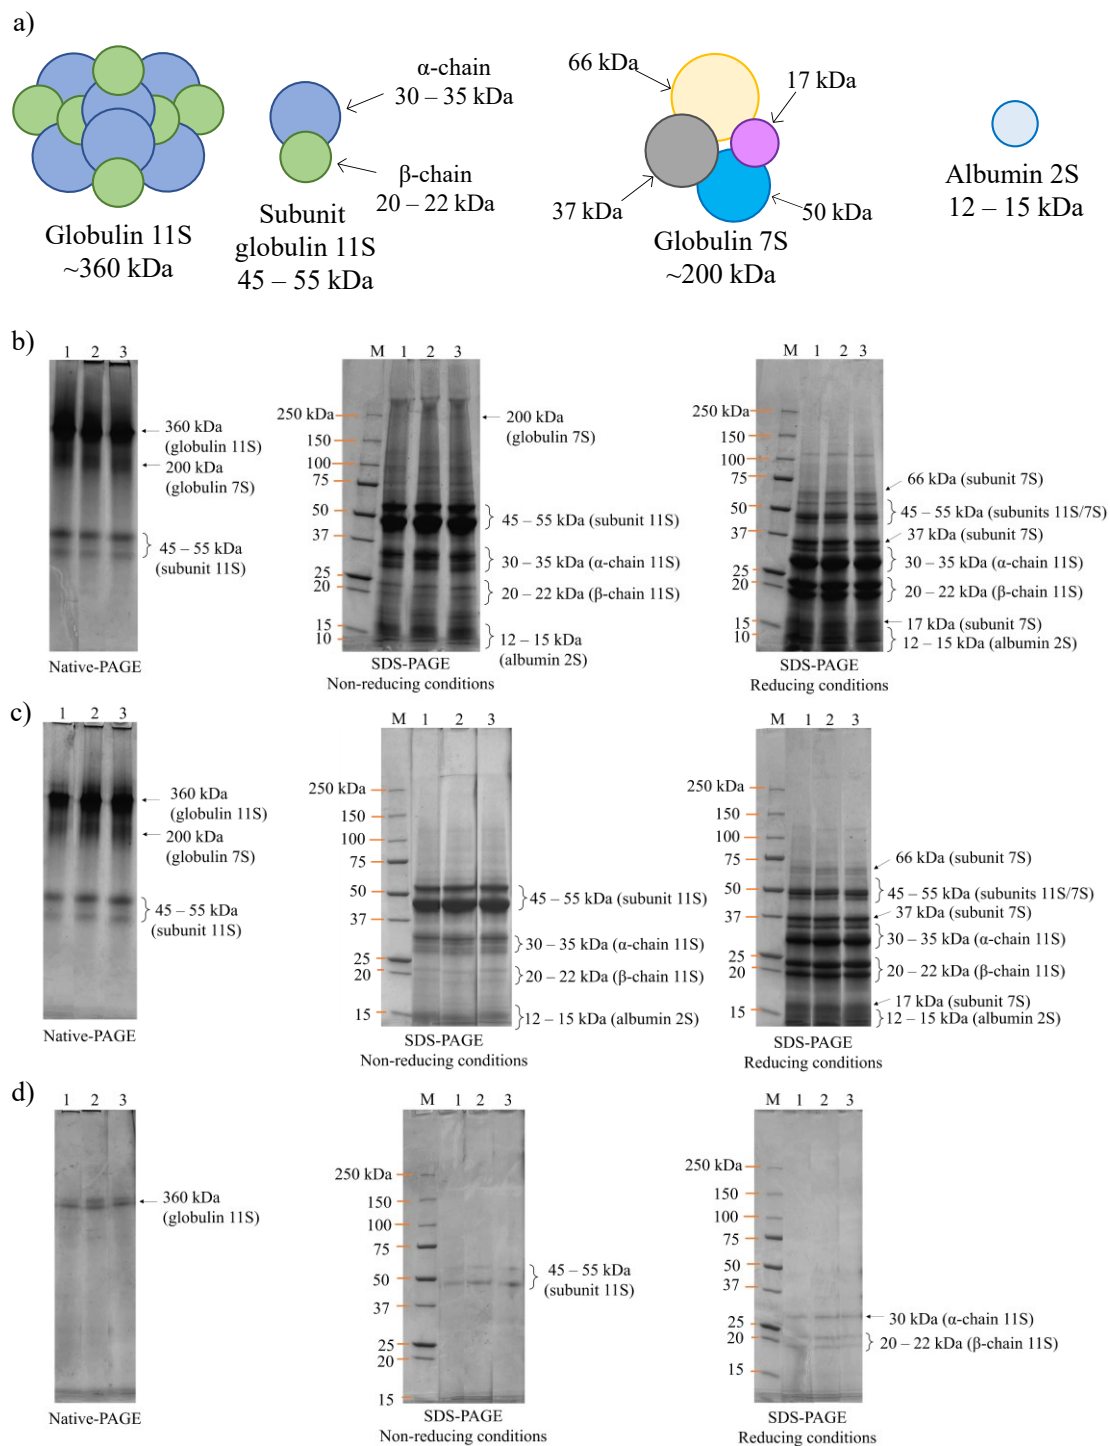 a)
α-chain
30 – 35 kDa
β-chain
20 – 22 kDa
Globulin 11S
~360 kDa
Subunit
globulin 11S
45 – 55 kDa
66 kDa
17 kDa
37 kDa
50 kDa
Globulin 7S
~200 kDa
Albumin 2S
12 – 15 kDa
b)
1 2 3
360 kDa
(globulin 11S)
200 kDa
(globulin 7S)
45 – 55 kDa
(subunit 11S)
Native-PAGE
M 1 2 3
250 kDa
150
100
75
50
37
25
20
15
10
200 kDa
(globulin 7S)
45 – 55 kDa (subunit 11S)
30 – 35 kDa (α-chain 11S)
20 – 22 kDa (β-chain 11S)
12 – 15 kDa
(albumin 2S)
SDS-PAGE
Non-reducing conditions
M 1 2 3
250 kDa
150
100
75
50
37
25
20
15
10
66 kDa (subunit 7S)
45 – 55 kDa (subunits 11S/7S)
37 kDa (subunit 7S)
30 – 35 kDa (α-chain 11S)
20 – 22 kDa (β-chain 11S)
17 kDa (subunit 7S)
12 – 15 kDa (albumin 2S)
SDS-PAGE
Reducing conditions
c)
1 2 3
360 kDa
(globulin 11S)
200 kDa
(globulin 7S)
45 – 55 kDa
(subunit 11S)
Native-PAGE
M 1 2 3
250 kDa
150
100
75
50
37
25
20
15
45 – 55 kDa (subunit 11S)
30 – 35 kDa (α-chain 11S)
20 – 22 kDa (β-chain 11S)
12 – 15 kDa (albumin 2S)
SDS-PAGE
Non-reducing conditions
M 1 2 3
250 kDa
150
100
75
50
37
25
20
15
66 kDa (subunit 7S)
45 – 55 kDa (subunits 11S/7S)
37 kDa (subunit 7S)
30 – 35 kDa (α-chain 11S)
20 – 22 kDa (β-chain 11S)
17 kDa (subunit 7S)
12 – 15 kDa (albumin 2S)
SDS-PAGE
Reducing conditions
d)
1 2 3
360 kDa
(globulin 11S)
Native-PAGE
M 1 2 3
250 kDa
150
100
75
50
37
25
20
15
45 – 55 kDa
(subunit 11S)
SDS-PAGE
Non-reducing conditions
M 1 2 3
250 kDa
150
100
75
50
37
25
20
15
30 kDa (α-chain 11S)
20 – 22 kDa (β-chain 11S)
SDS-PAGE
Reducing conditions